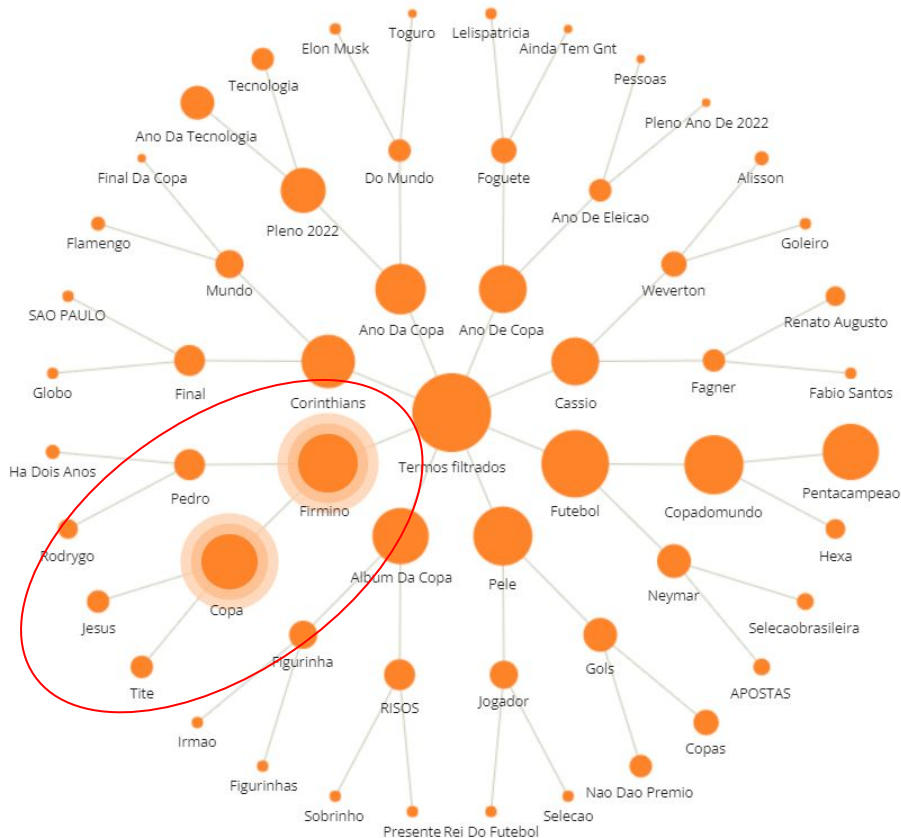 Elon Musk
Toguro
Lelispatricia
Ainda Tem Gnt
Tecnologia
Pessoas
Ano Da Tecnologia
Pleno Ano De 2022
Final Da Copa
Do Mundo
Foguete
Alisson
Flamengo
Pleno 2022
Ano De Eleicao
Goleiro
Mundo
Weverton
SAO PAULO
Ano Da Copa
Ano De Copa
Renato Augusto
Globo
Final
Corinthians
Cassio
Fagner
Fabio Santos
Ha Dois Anos
Pedro
Firmino
Termos filtrados
Futebol
Copadomundo
Pentacampeao
Rodrygo
Hexa
Copa
Album Da Copa
Pele
Neymar
Jesus
Selecaobrasileira
Tite
Figurinha
Gols
APOSTAS
RISOS
Jogador
Irmao
Copas
Figurinhas
Nao Dao Premio
Sobrinho
Presente
Rei Do Futebol
Selecao